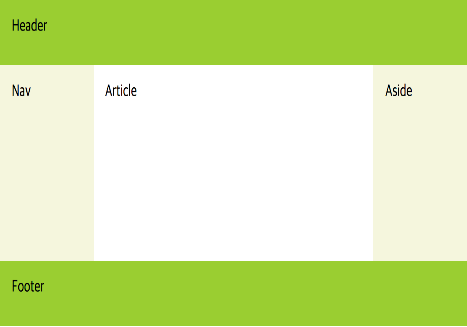 Header
Nav
Article
Aside
Footer